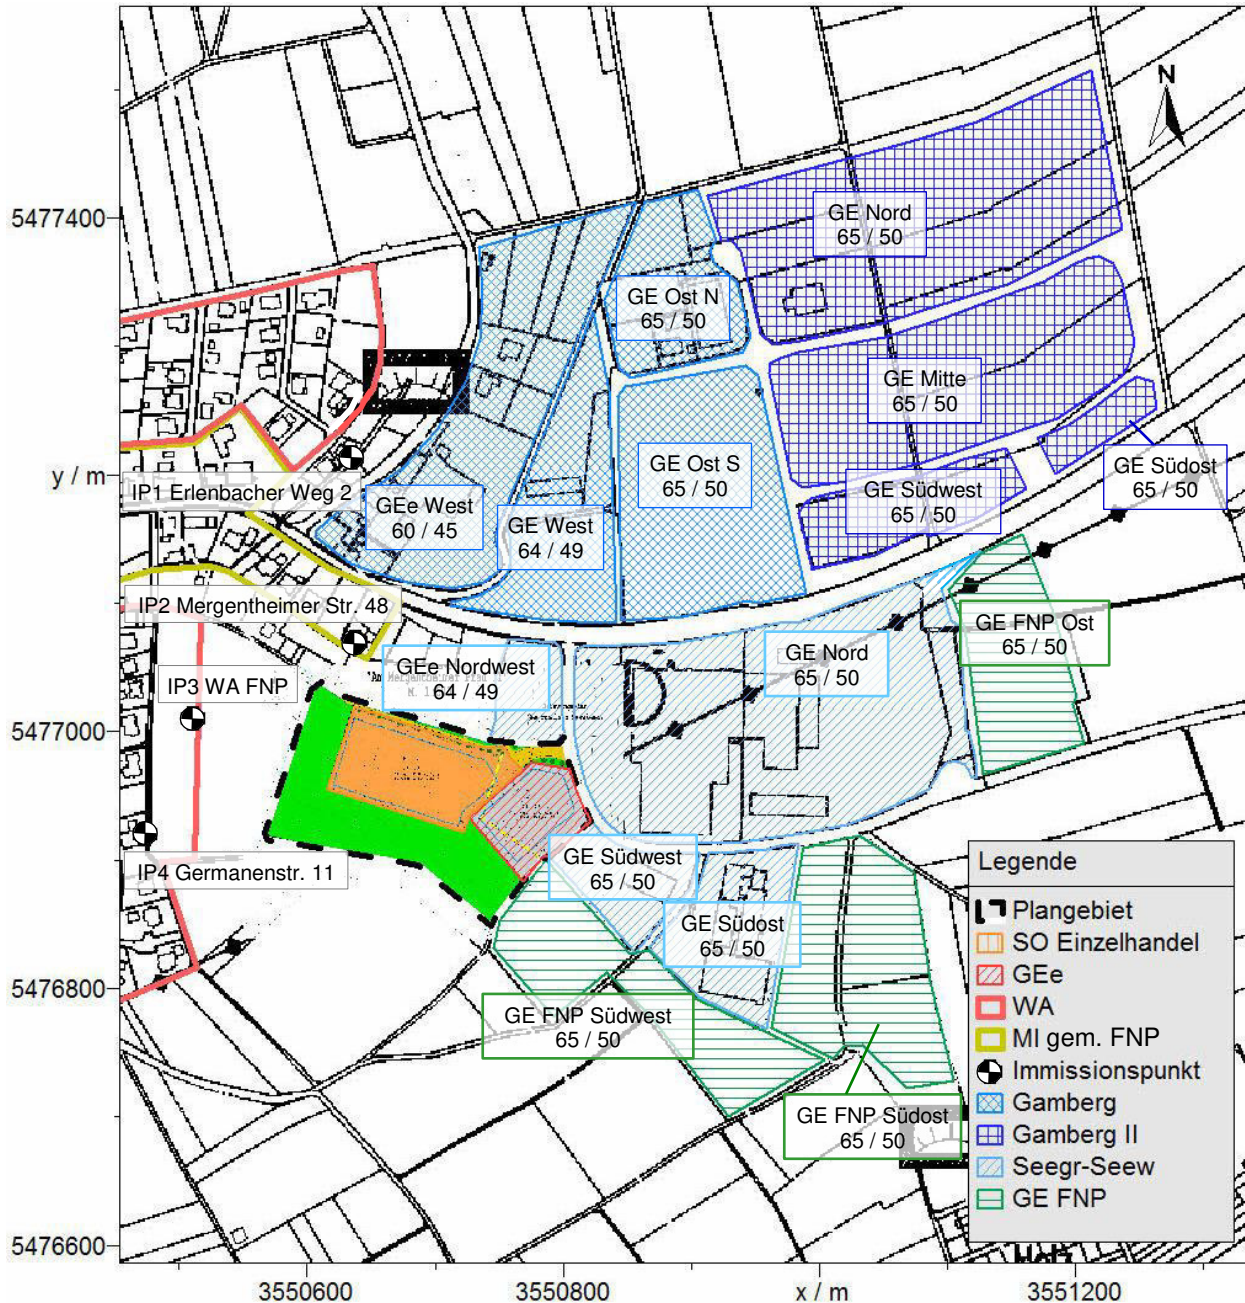 N
5477400
y / m
5477000
5476800
5476600
3550600
3550800
x / m
3551200
GE Nord
65 / 50
GE Ost N
65 / 50
GE Mitte
65 / 50
GE Ost S
65 / 50
GE Südwest
65 / 50
GE Südost
65 / 50
IP1 Erlenbacher Weg 2
GEe West
60 / 45
GE West
64 / 49
IP2 Mergentheimer Str. 48
GE FNP Ost
65 / 50
GEe Nordwest
64 / 49
GE Nord
65 / 50
IP3 WA FNP
GE Südwest
65 / 50
IP4 Germanenstr. 11
GE Südost
65 / 50
GE FNP Südwest
65 / 50
GE FNP Südost
65 / 50
Legende
Plangebiet
SO Einzelhandel
GEe
WA
MI gem. FNP
Immissionspunkt
Gamberg
Gamberg II
Seegr-Seew
GE FNP